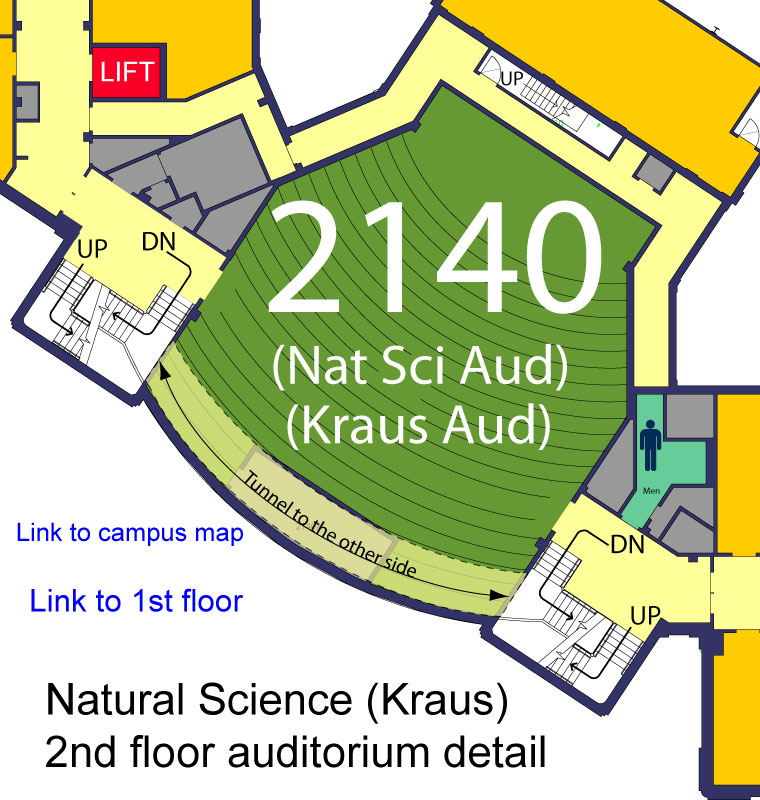 LIFT
UP
2140
(Nat Sci Aud)
(Kraus Aud)
UP
DN
Men
Tunnel to the other side
Link to campus map
DN
Link to 1st floor
UP
Natural Science (Kraus)
2nd floor auditorium detail